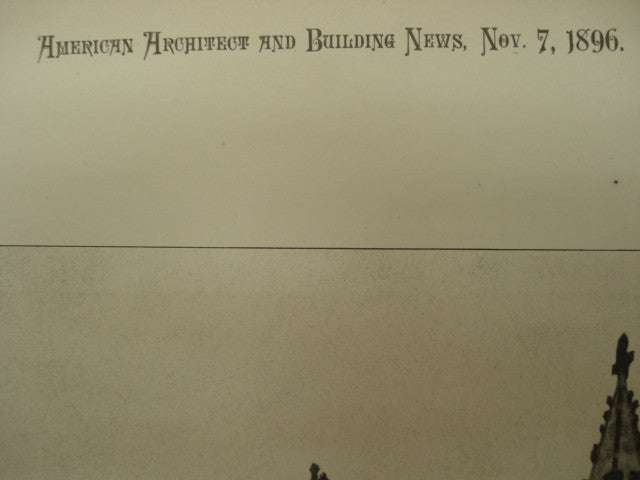 American Architect and Building News, Nov. 7, 1896.